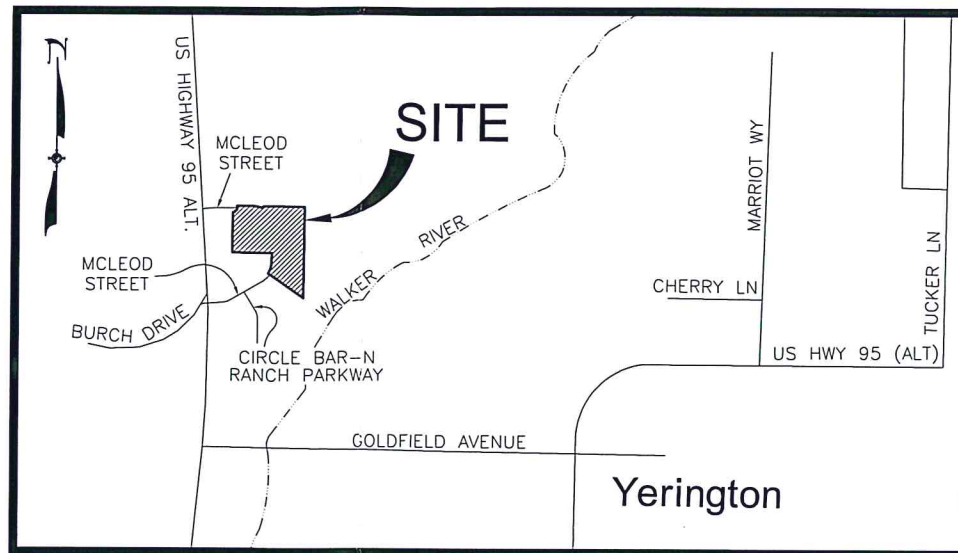 N
US HIGHWAY 95 ALT.
MCLEOD
STREET
SITE
MARRIOT WY
TUCKER LN
WALKER RIVER
MCLEOD
STREET
BURCH DRIVE
CHERRY LN
CIRCLE BAR-N
RANCH PARKWAY
US HWY 95 (ALT)
GOLDFIELD AVENUE
Yerington